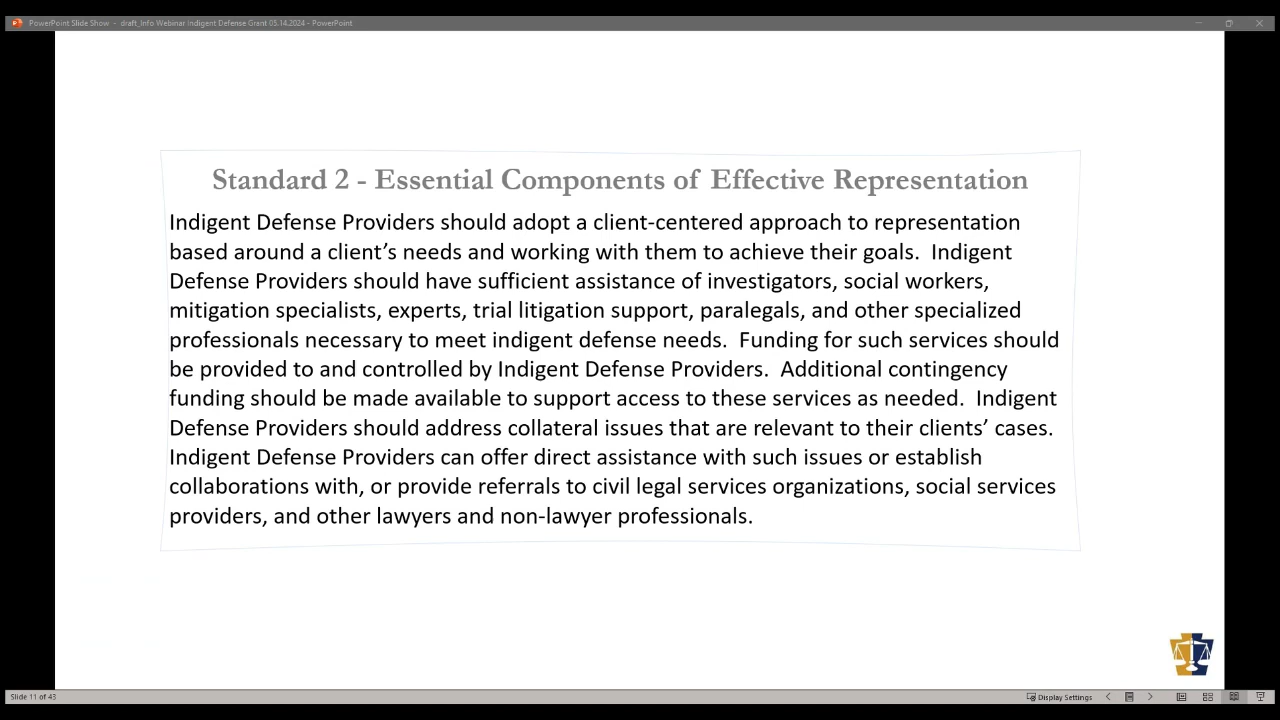 PowerPoint Slide Show - draft_Info Webinar Indigent Defense Grant 05.14.2024 - PowerPoint
Standard 2 - Essential Components of Effective Representation
Indigent Defense Providers should adopt a client-centered approach to representation
based around a client’s needs and working with them to achieve their goals.  Indigent
Defense Providers should have sufficient assistance of investigators, social workers,
mitigation specialists, experts, trial litigation support, paralegals, and other specialized
professionals necessary to meet indigent defense needs.  Funding for such services should
be provided to and controlled by Indigent Defense Providers.  Additional contingency
funding should be made available to support access to these services as needed.  Indigent
Defense Providers should address collateral issues that are relevant to their clients’ cases.
Indigent Defense Providers can offer direct assistance with such issues or establish
collaborations with, or provide referrals to civil legal services organizations, social services
providers, and other lawyers and non-lawyer professionals.
Slide 11 of 43
Display Settings